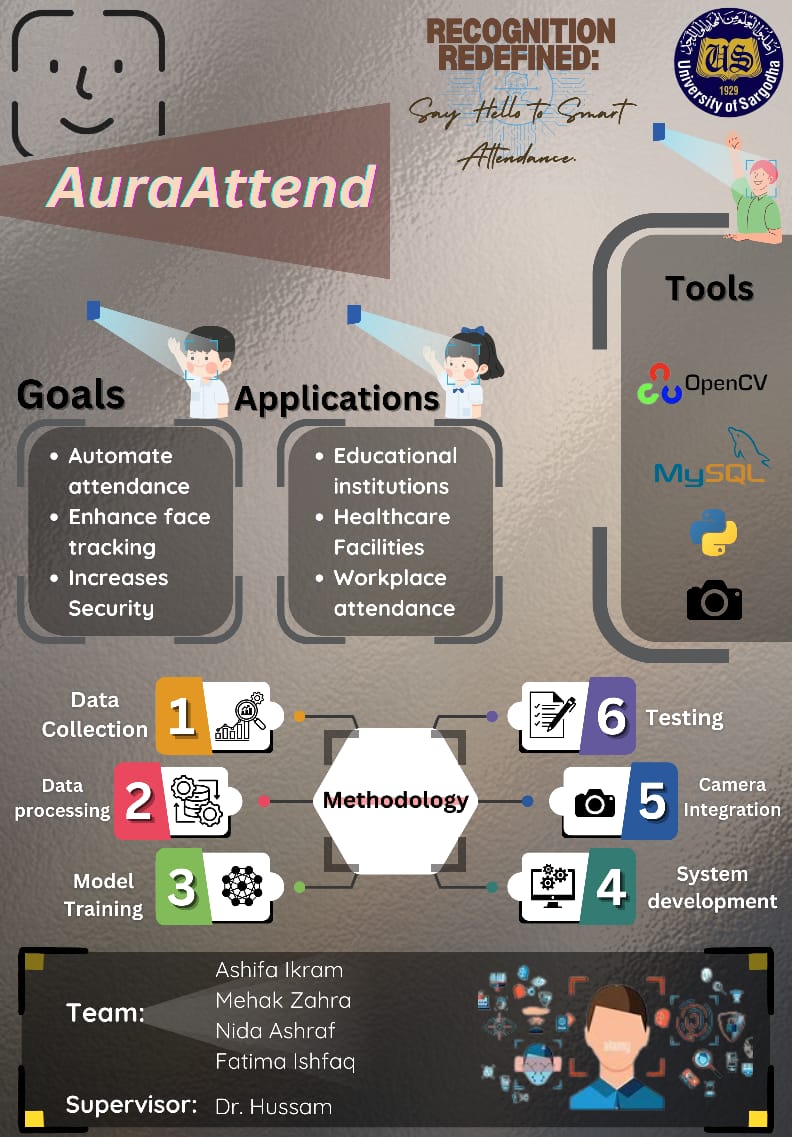 RECOGNITION
REDEFINED:
Say Hello to Smart
Attendance.
US
1929
University of Sargodha
AuraAttend
Tools
OpenCV
MySQL
Goals
• Automate
attendance
• Enhance face
tracking
• Increases
Security
Applications
• Educational
institutions
• Healthcare
Facilities
• Workplace
attendance
Methodology
Data
Collection
1
Data
processing
2
Model
Training
3
4
System
development
5
Camera
Integration
6
Testing
Team:
Ashifa Ikram
Mehak Zahra
Nida Ashraf
Fatima Ishfaq
Supervisor:
Dr. Hussam